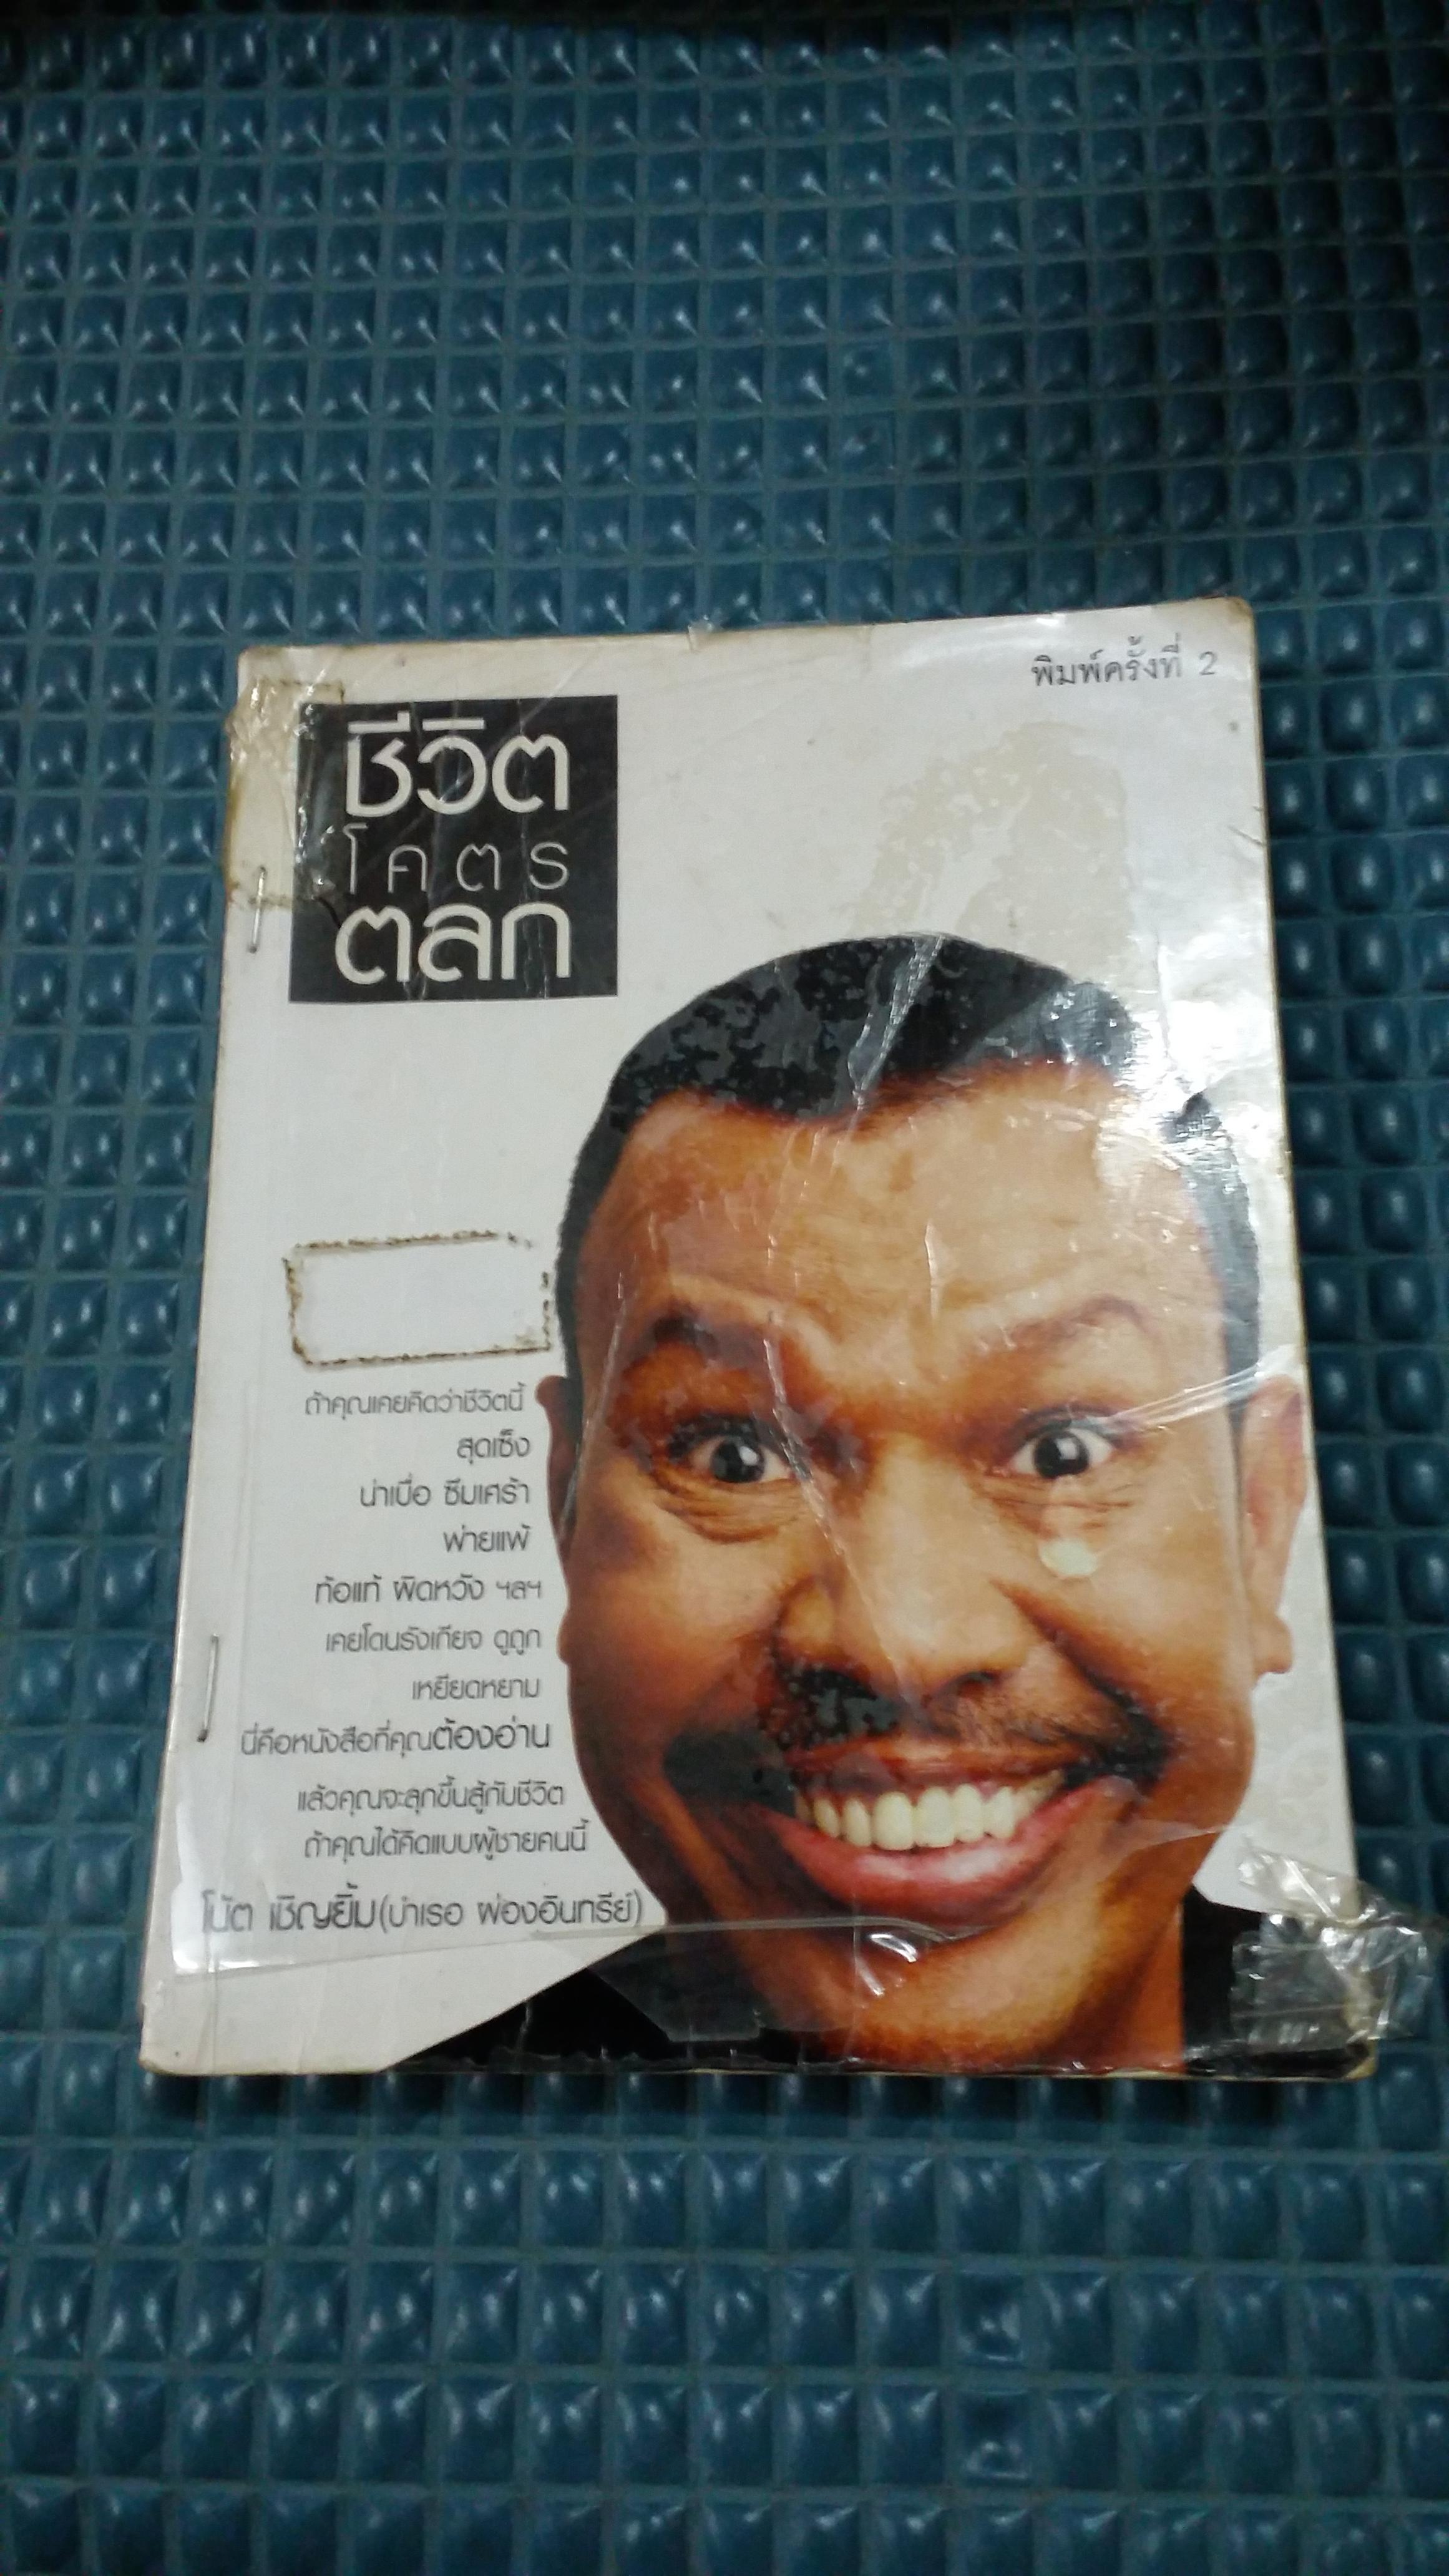 พิมพ์ครั้งที่ 2
ชีวิต
โคตร
ตลก
ถ้าคุณเคยคิดว่าชีวิตนี้
สุดเซ็ง
น่าเบื่อ ซึมเศร้า
พ่ายแพ้
ท้อแท้ ผิดหวัง ฯลฯ
เคยโดนรังเกียจ ดูถูก
เหยียดหยาม
นี่คือหนังสือที่คุณต้องอ่าน
แล้วคุณจะลุกขึ้นสู้กับชีวิต
ถ้าคุณได้คิดแบบผู้ชายคนนี้
โน้ต เชิญยิ้ม(บำเรอ ผ่องอินทรีย์)